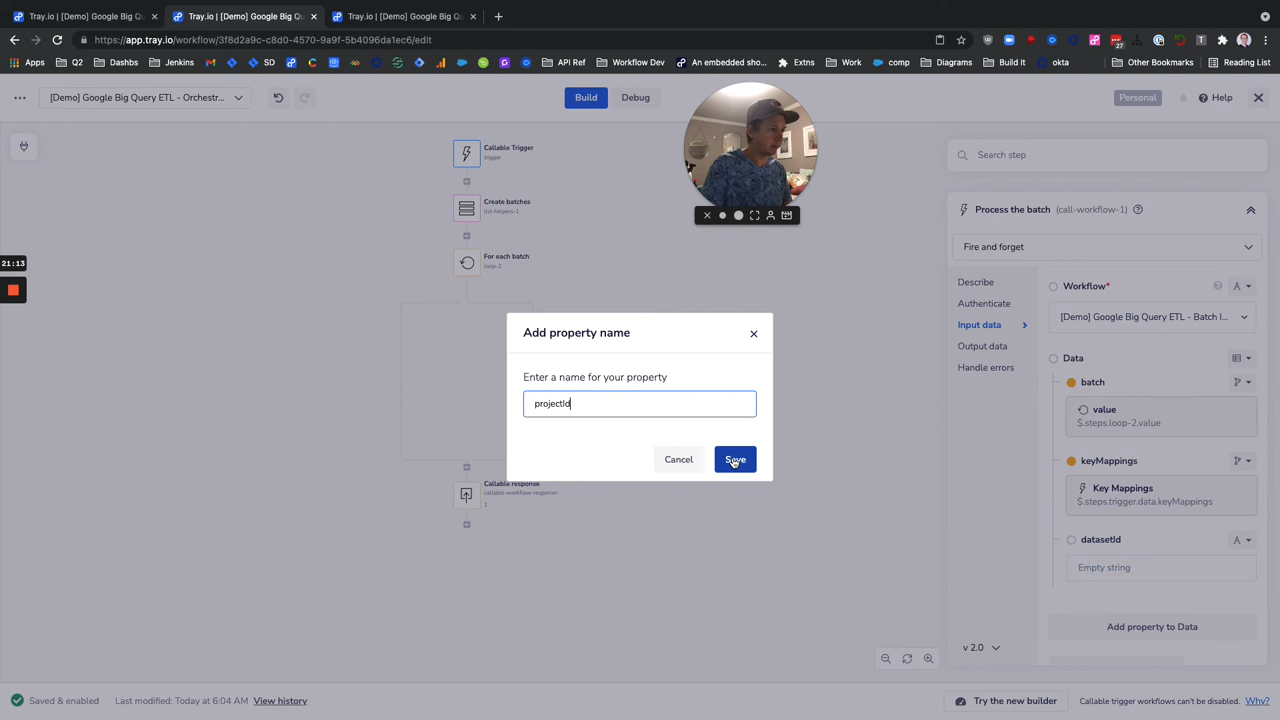 Tray.io | [Demo] Google Big Qu
Tray.io | [Demo] Google Big Qu
Tray.io | [Demo] Google Big Qu
https://app.tray.io/workflow/3f8d2a9c-c8d0-4570-9a9f-5b4096da1ec6/edit
27
Apps
Q2
Dashbs
Jenkins
SD
API Ref
Workflow Dev
An embedded sho...
Extns
Work
comp
Diagrams
Build It
okta
Other Bookmarks
Reading List
[Demo] Google Big Query ETL - Orchestr...
Build
Debug
Personal
Help
Callable Trigger
trigger
Create batches
list-helpers-1
For each batch
loop-2
21:13
Callable response
callable-workflow-response-
1
Add property name
Enter a name for your property
projectId
Cancel
Save
Search step
Process the batch (call-workflow-1)
Fire and forget
Describe
Authenticate
Input data
Output data
Handle errors
Workflow*
A
[Demo] Google Big Query ETL - Batch I...
Data
batch
value
$.steps.loop-2.value
keyMappings
Key Mappings
$.steps.trigger.data.keyMappings
datasetId
A
Empty string
Add property to Data
v 2.0
Saved & enabled
Last modified: Today at 6:04 AM
View history
Try the new builder
Callable trigger workflows can't be disabled.
Why?